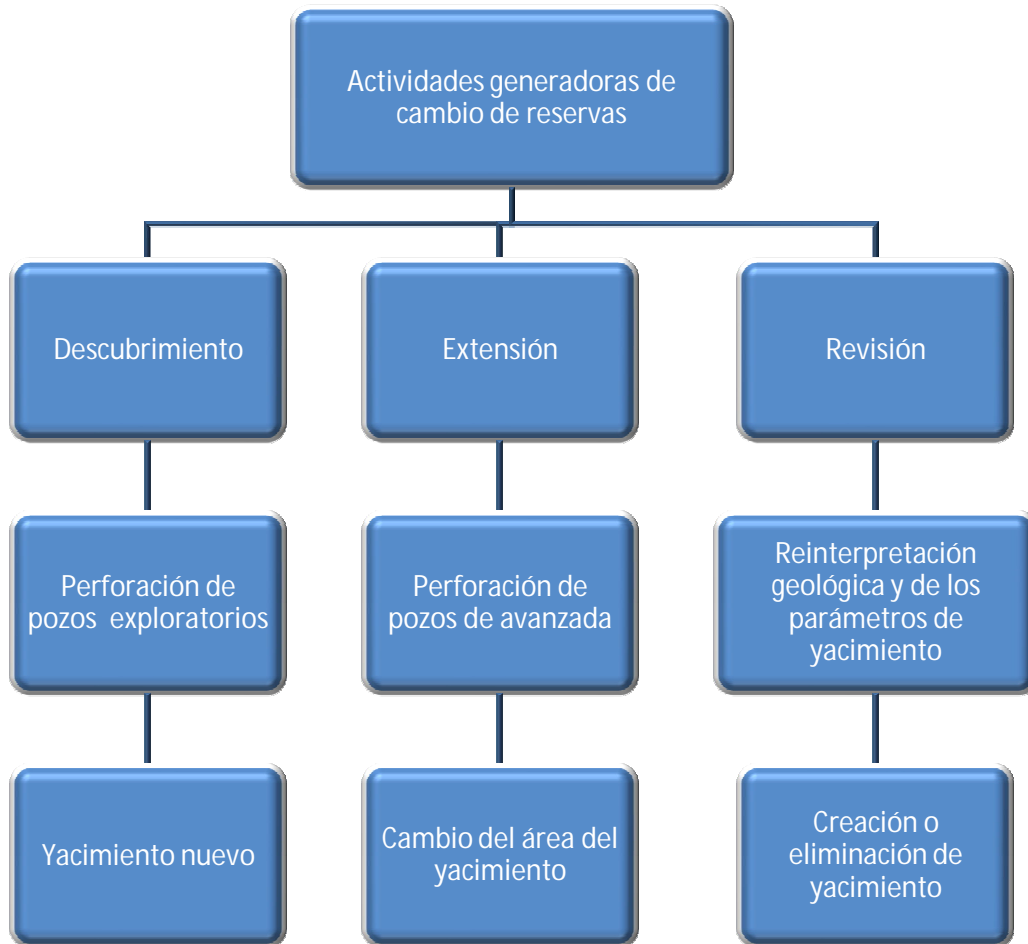 Actividades generadoras de
cambio de reservas
Descubrimiento
Extensión
Revisión
Perforación de
pozos exploratorios
Perforación de
pozos de avanzada
Reinterpretación
geológica y de los
parámetros de
yacimiento
Yacimiento nuevo
Cambio del área del
yacimiento
Creación o
eliminación de
yacimiento